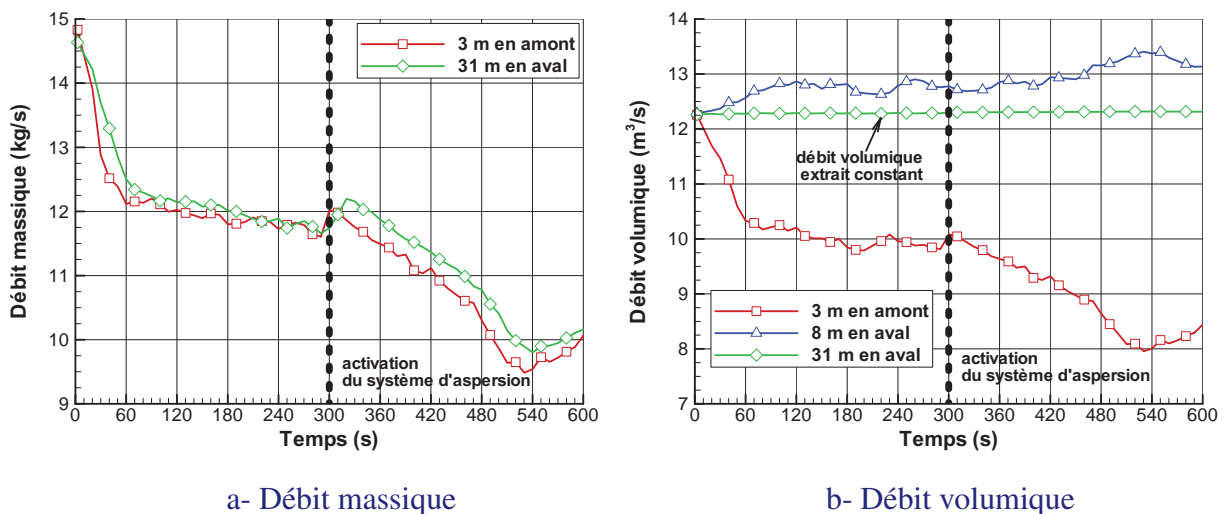 15
14
13
12
11
10
9
Débit massique (kg/s)
3 m en amont
31 m en aval
activation
du système d'aspersion
0 60 120 180 240 300 360 420 480 540 600
Temps (s)
a- Débit massique
14
13
12
11
10
9
8
7
Débit volumique (m³/s)
débit volumique
extrait constant
3 m en amont
8 m en aval
31 m en aval
activation
du système d'aspersion
0 60 120 180 240 300 360 420 480 540 600
Temps (s)
b- Débit volumique